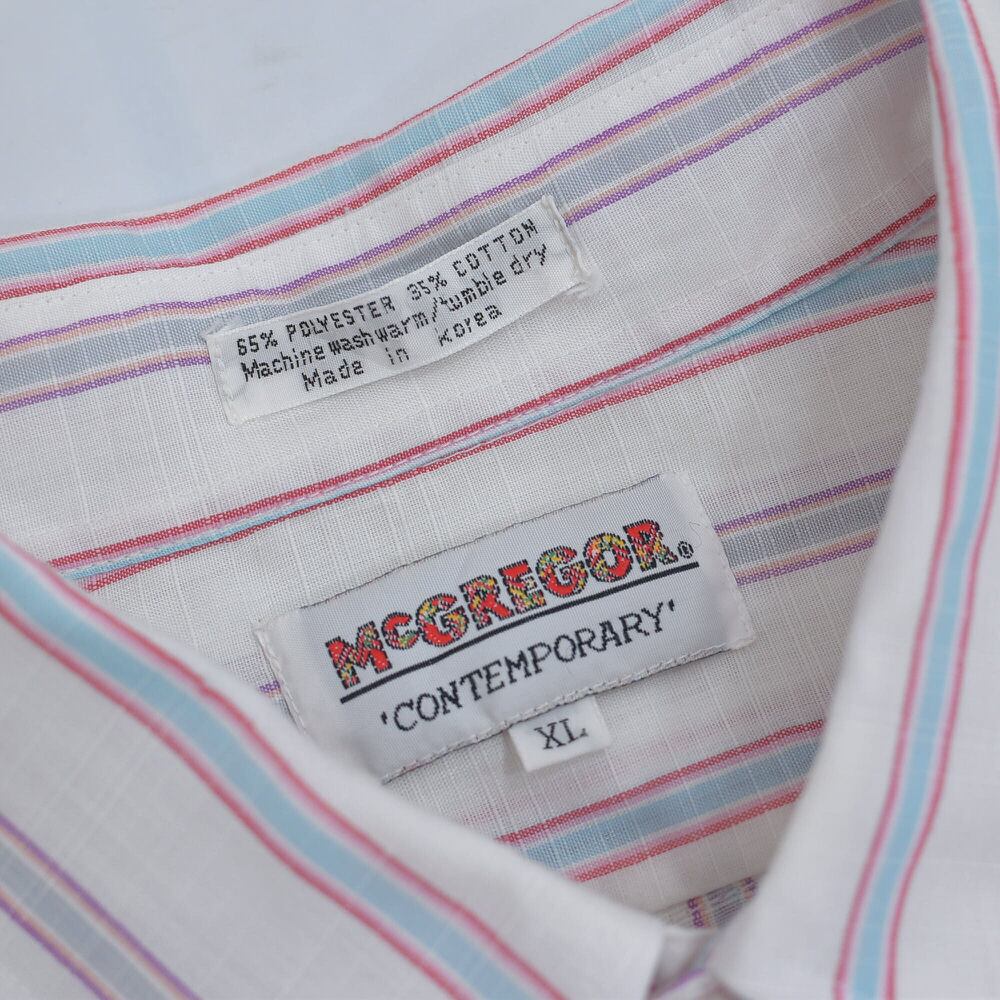 65% POLYESTER 35% COTTON
Machine wash warm/tumble dry
Made in Korea
McGREGOR®
'CONTEMPORARY'
XL